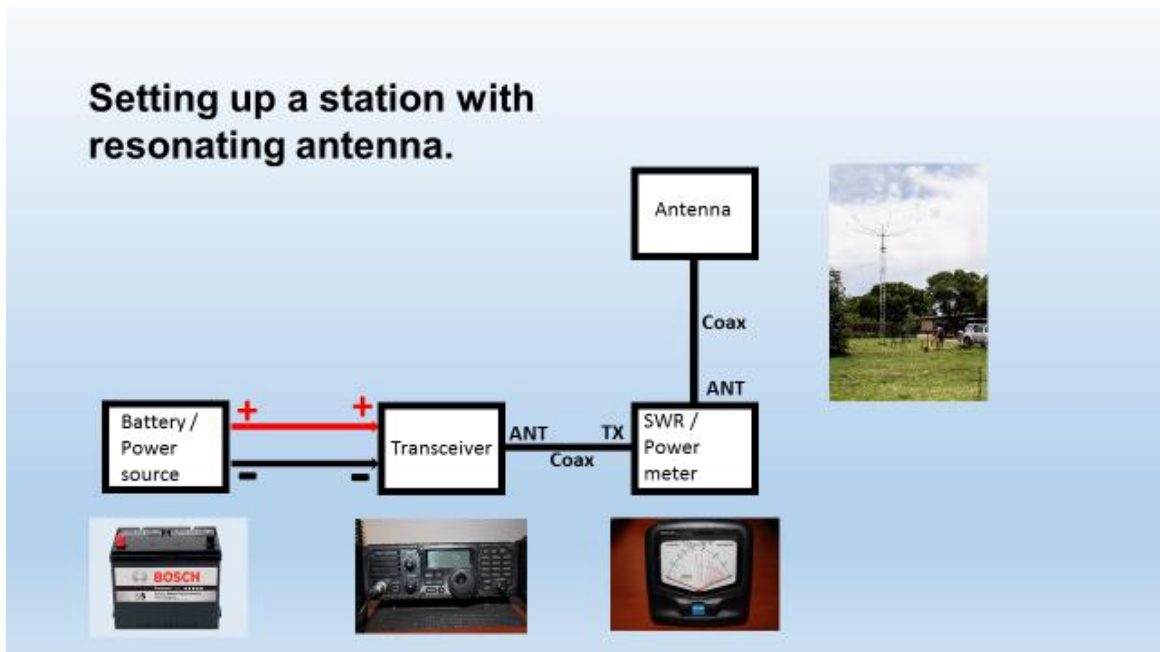 Setting up a station with
resonating antenna.
Antenna
Coax
ANT
Battery /
Power
source
+
-
+
-
Transceiver
ANT
Coax
TX
SWR /
Power
meter
BOSCH
S5